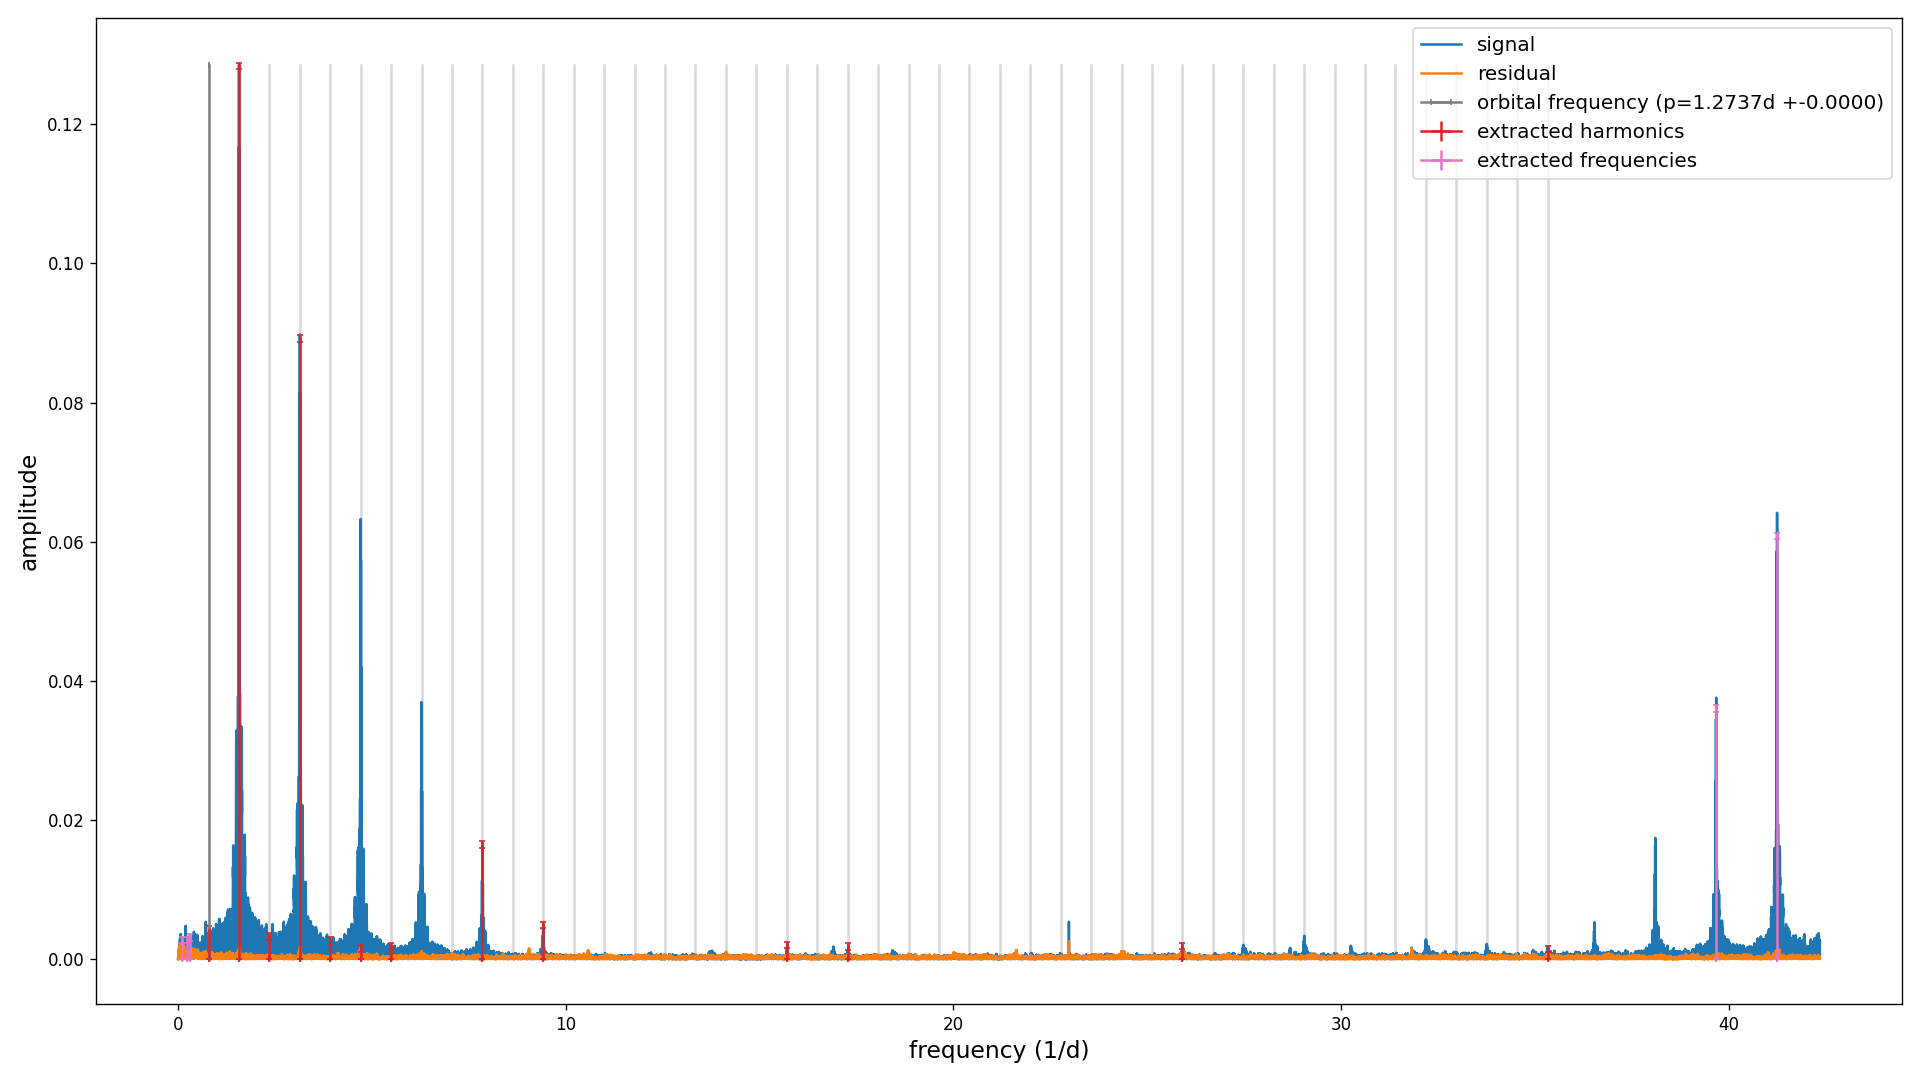 signal
residual
orbital frequency (p=1.2737d +-0.0000)
extracted harmonics
extracted frequencies
0.12
0.10
0.08
0.06
0.04
0.02
0.00
amplitude
0 10 20 30 40
frequency (1/d)